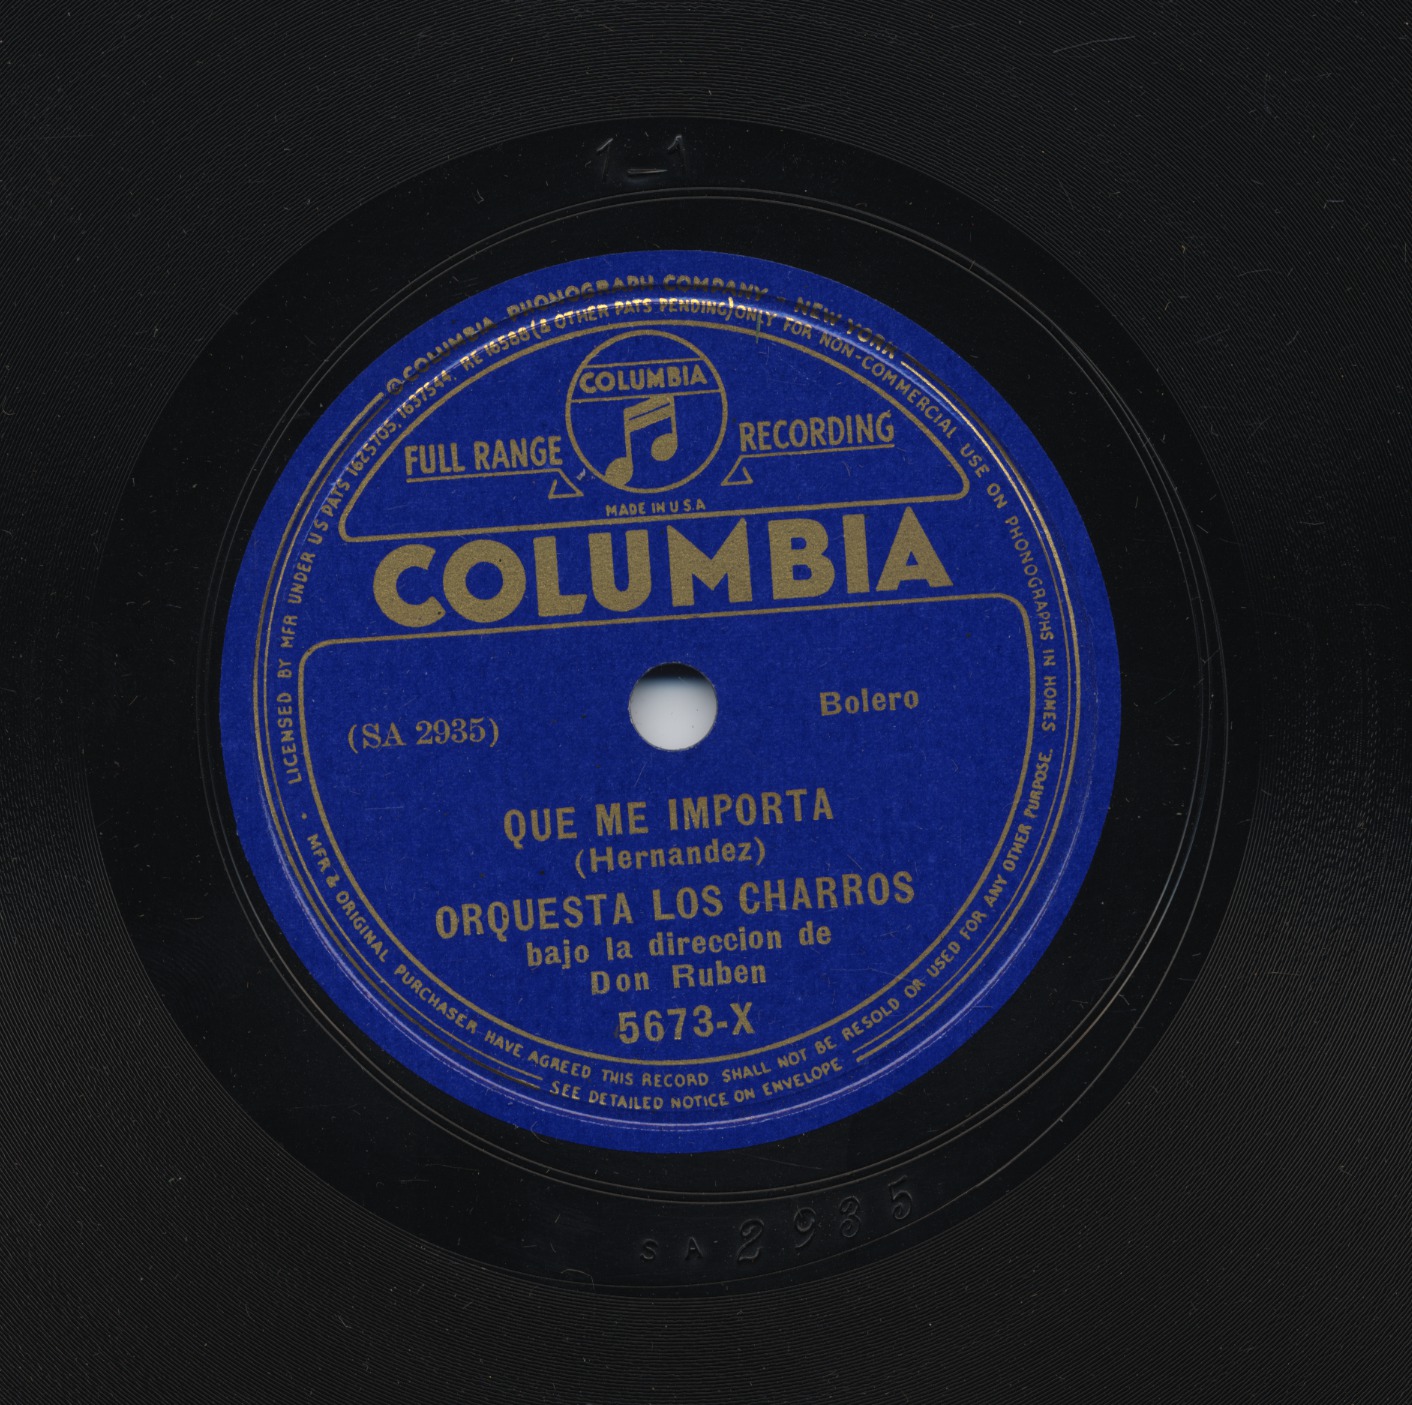 1-1
© COLUMBIA PHONOGRAPH COMPANY - NEW YORK
LICENSED BY MFR UNDER U S PATS 1625705, 1637544, RE 16588 (& OTHER PATS PENDING) ONLY FOR NON-COMMERCIAL USE ON PHONOGRAPHS IN HOMES
COLUMBIA
FULL RANGE RECORDING
MADE IN U S A
COLUMBIA
Bolero
(SA 2935)
QUE ME IMPORTA
(Hernandez)
ORQUESTA LOS CHARROS
bajo la direccion de
Don Ruben
5673-X
MFR & ORIGINAL PURCHASER HAVE AGREED THIS RECORD SHALL NOT BE RESOLD OR USED FOR ANY OTHER PURPOSE.
SEE DETAILED NOTICE ON ENVELOPE
SA 2935